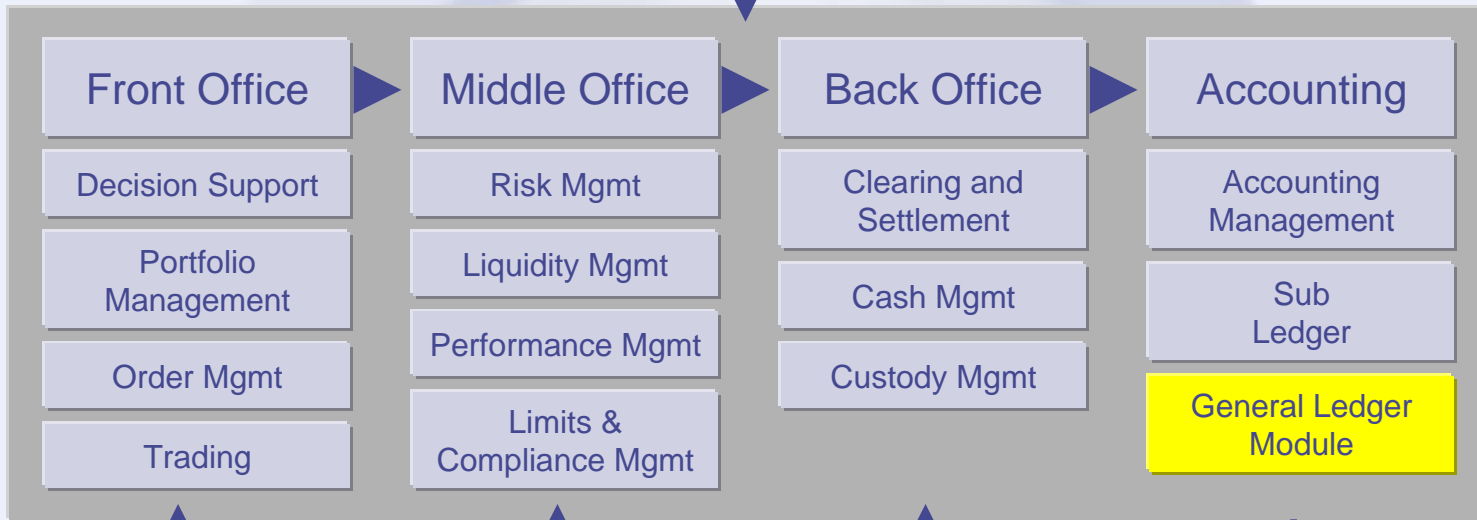 Front Office
Middle Office
Back Office
Accounting
Decision Support
Portfolio
Management
Order Mgmt
Trading
Risk Mgmt
Liquidity Mgmt
Performance Mgmt
Limits &
Compliance Mgmt
Clearing and
Settlement
Cash Mgmt
Custody Mgmt
Accounting
Management
Sub
Ledger
General Ledger
Module